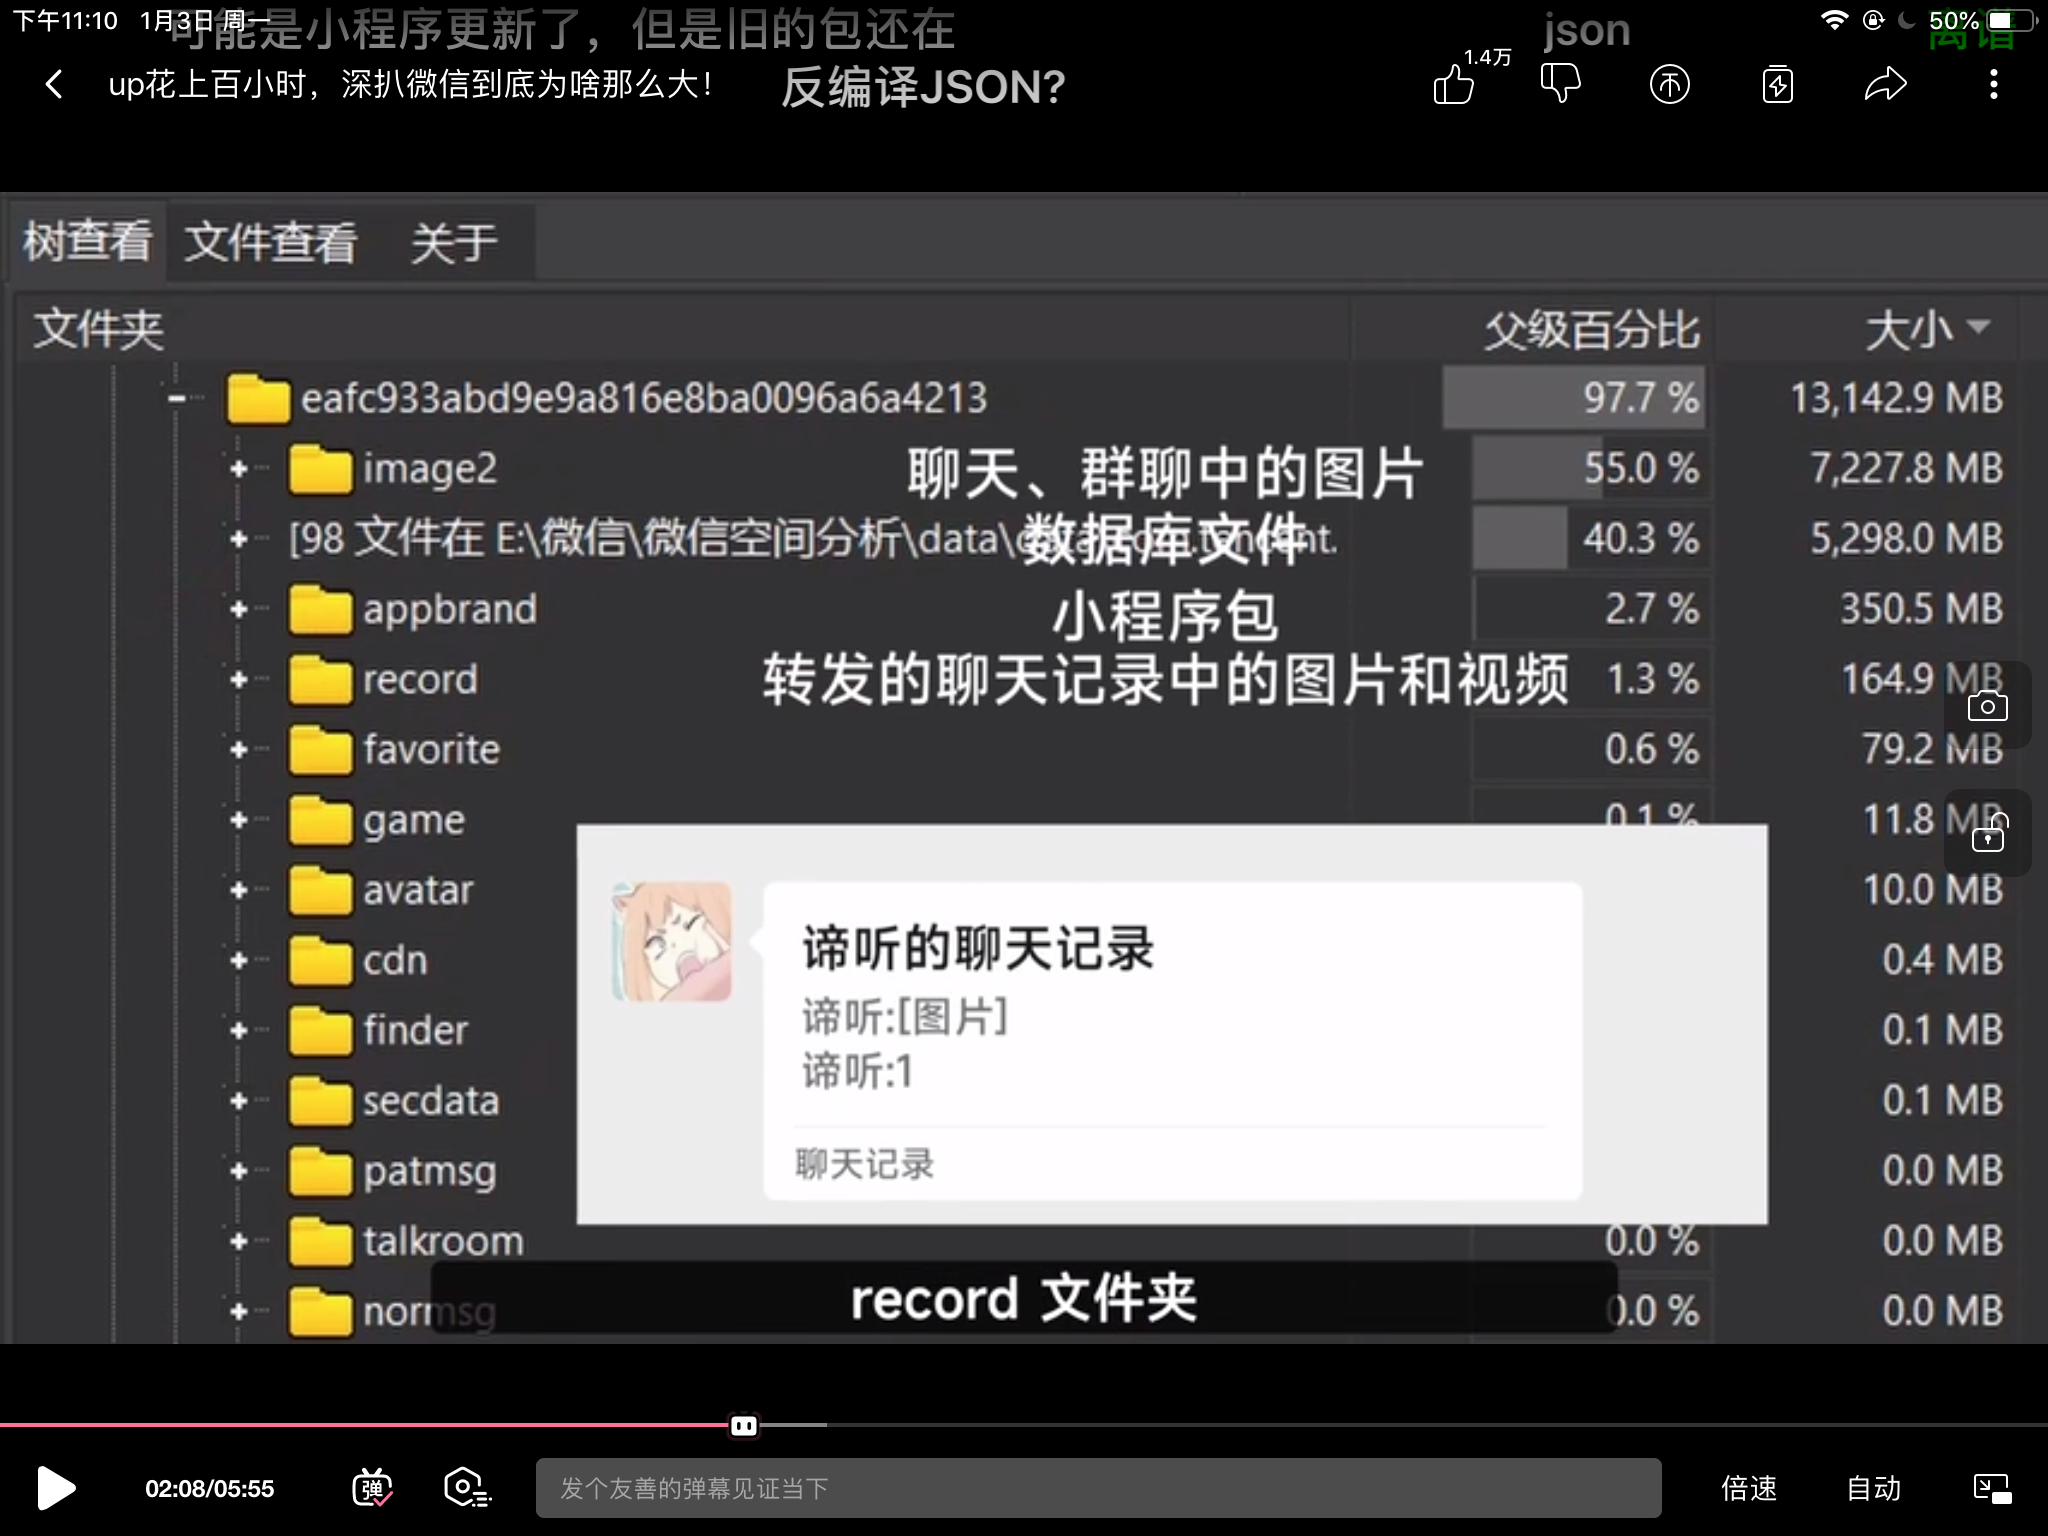 下午11:10 1月3日 周一
50%
可能是小程序更新了，但是旧的包还在
json
离谱
up花上百小时，深扒微信到底为啥那么大！
反编译JSON?
1.4万
树查看 文件查看 关于
文件夹 父级百分比 大小
eafc933abd9e9a816e8ba0096a6a4213 97.7 % 13,142.9 MB
image2 聊天、群聊中的图片 55.0 % 7,227.8 MB
[98 文件在 E:\微信\微信空间分析\data\ 数据库文件 40.3 % 5,298.0 MB
appbrand 小程序包 2.7 % 350.5 MB
record 转发的聊天记录中的图片和视频 1.3 % 164.9 MB
favorite 0.6 % 79.2 MB
game 0.1 % 11.8 MB
avatar 10.0 MB
cdn 0.4 MB
finder 0.1 MB
secdata 0.1 MB
patmsg 0.0 MB
talkroom 0.0 % 0.0 MB
normsg 0.0 % 0.0 MB
谛听的聊天记录
谛听:[图片]
谛听:1
聊天记录
record 文件夹
02:08/05:55
弹
发个友善的弹幕见证当下
倍速
自动